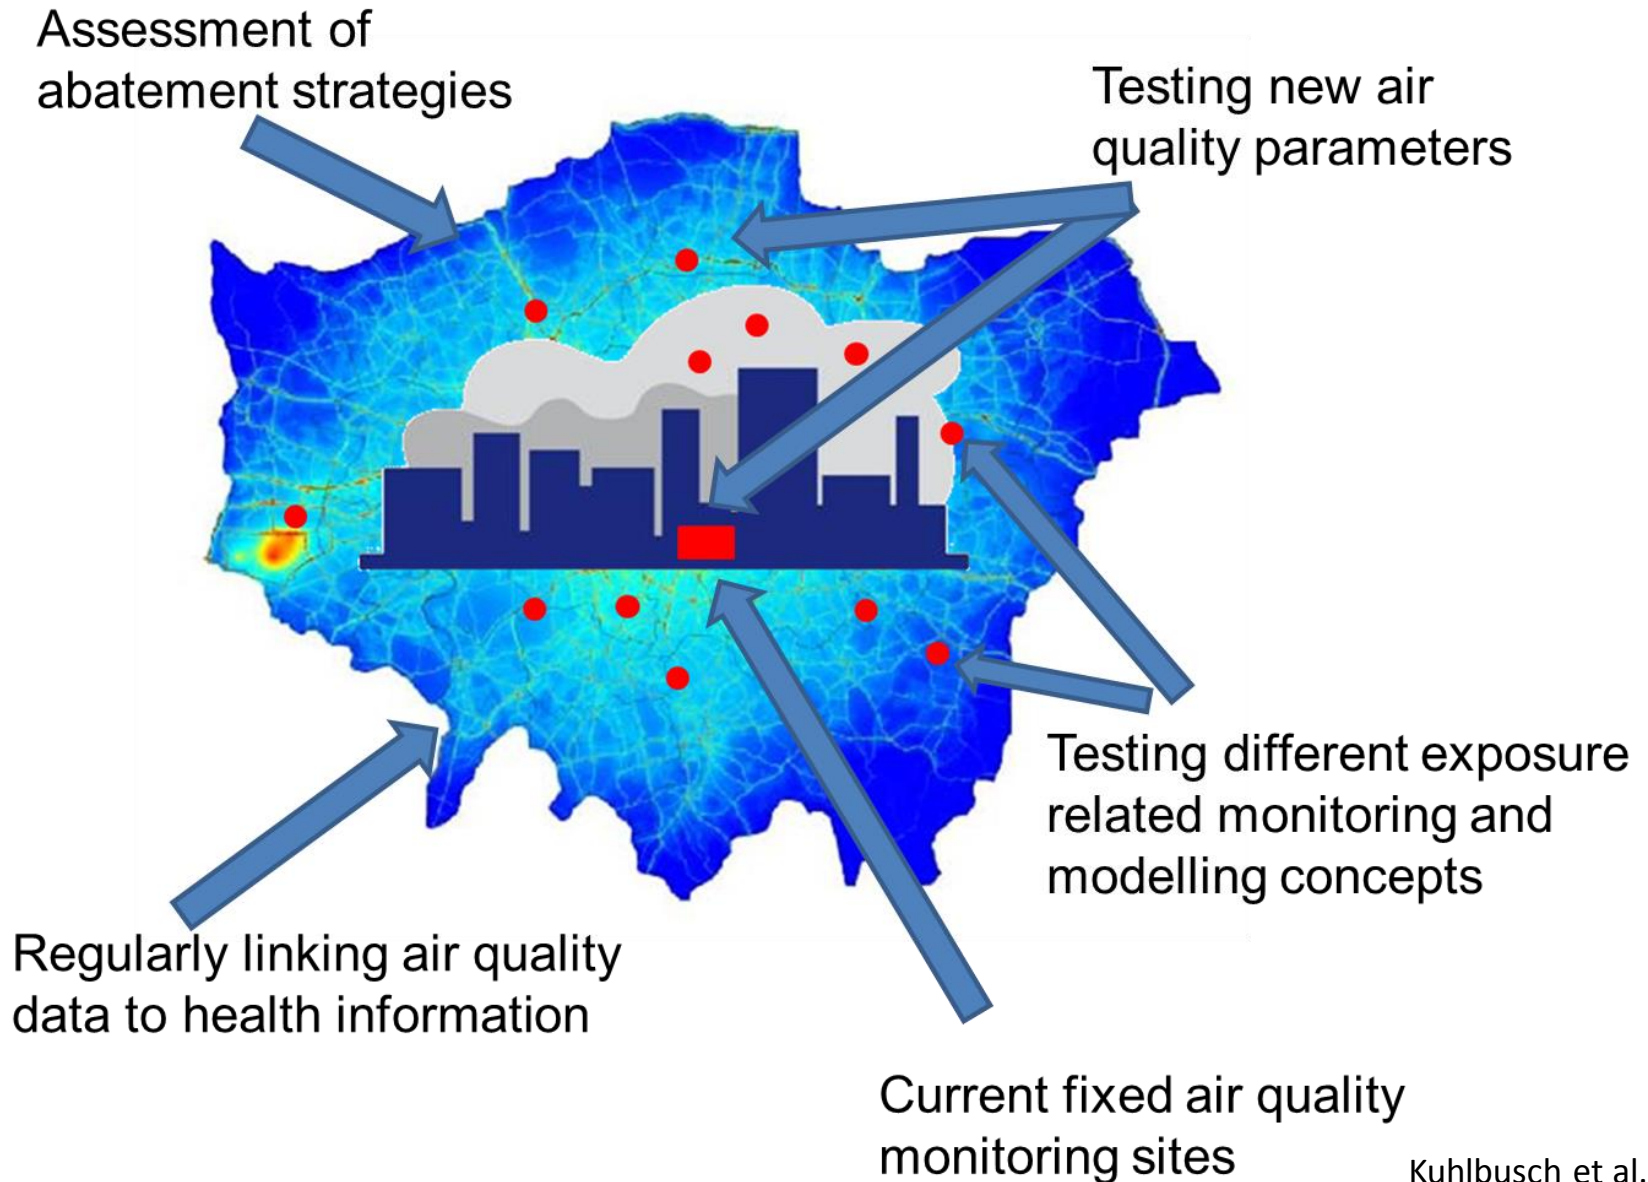 Assessment of
abatement strategies
Testing new air
quality parameters
Testing different exposure
related monitoring and
modelling concepts
Regularly linking air quality
data to health information
Current fixed air quality
monitoring sites
Kuhlbusch et al.